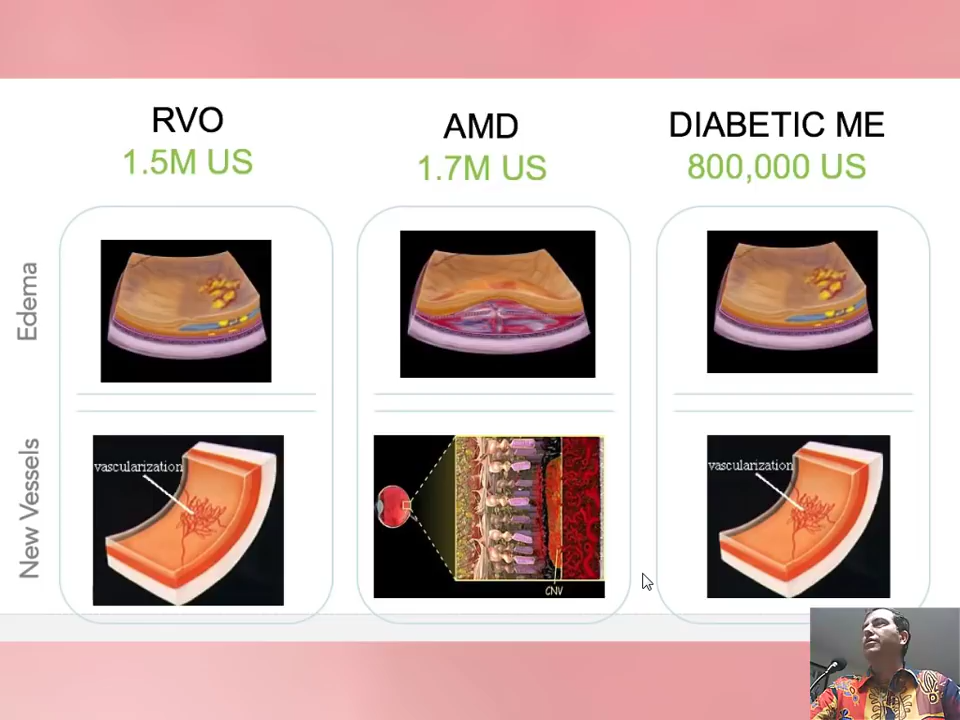 RVO
1.5M US
AMD
1.7M US
DIABETIC ME
800,000 US
Edema
New Vessels
vascularization
CNV
vascularization